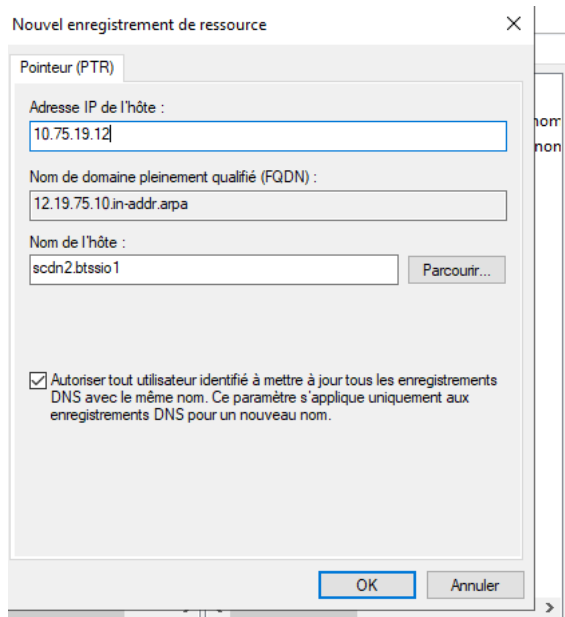 Nouvel enregistrement de ressource
Pointeur (PTR)
Adresse IP de l'hôte :
10.75.19.12
Nom de domaine pleinement qualifié (FQDN) :
12.19.75.10.in-addr.arpa
Nom de l'hôte :
scdn2.btssio1
Parcourir...
Autoriser tout utilisateur identifié à mettre à jour tous les enregistrements
DNS avec le même nom. Ce paramètre s'applique uniquement aux
enregistrements DNS pour un nouveau nom.
OK Annuler